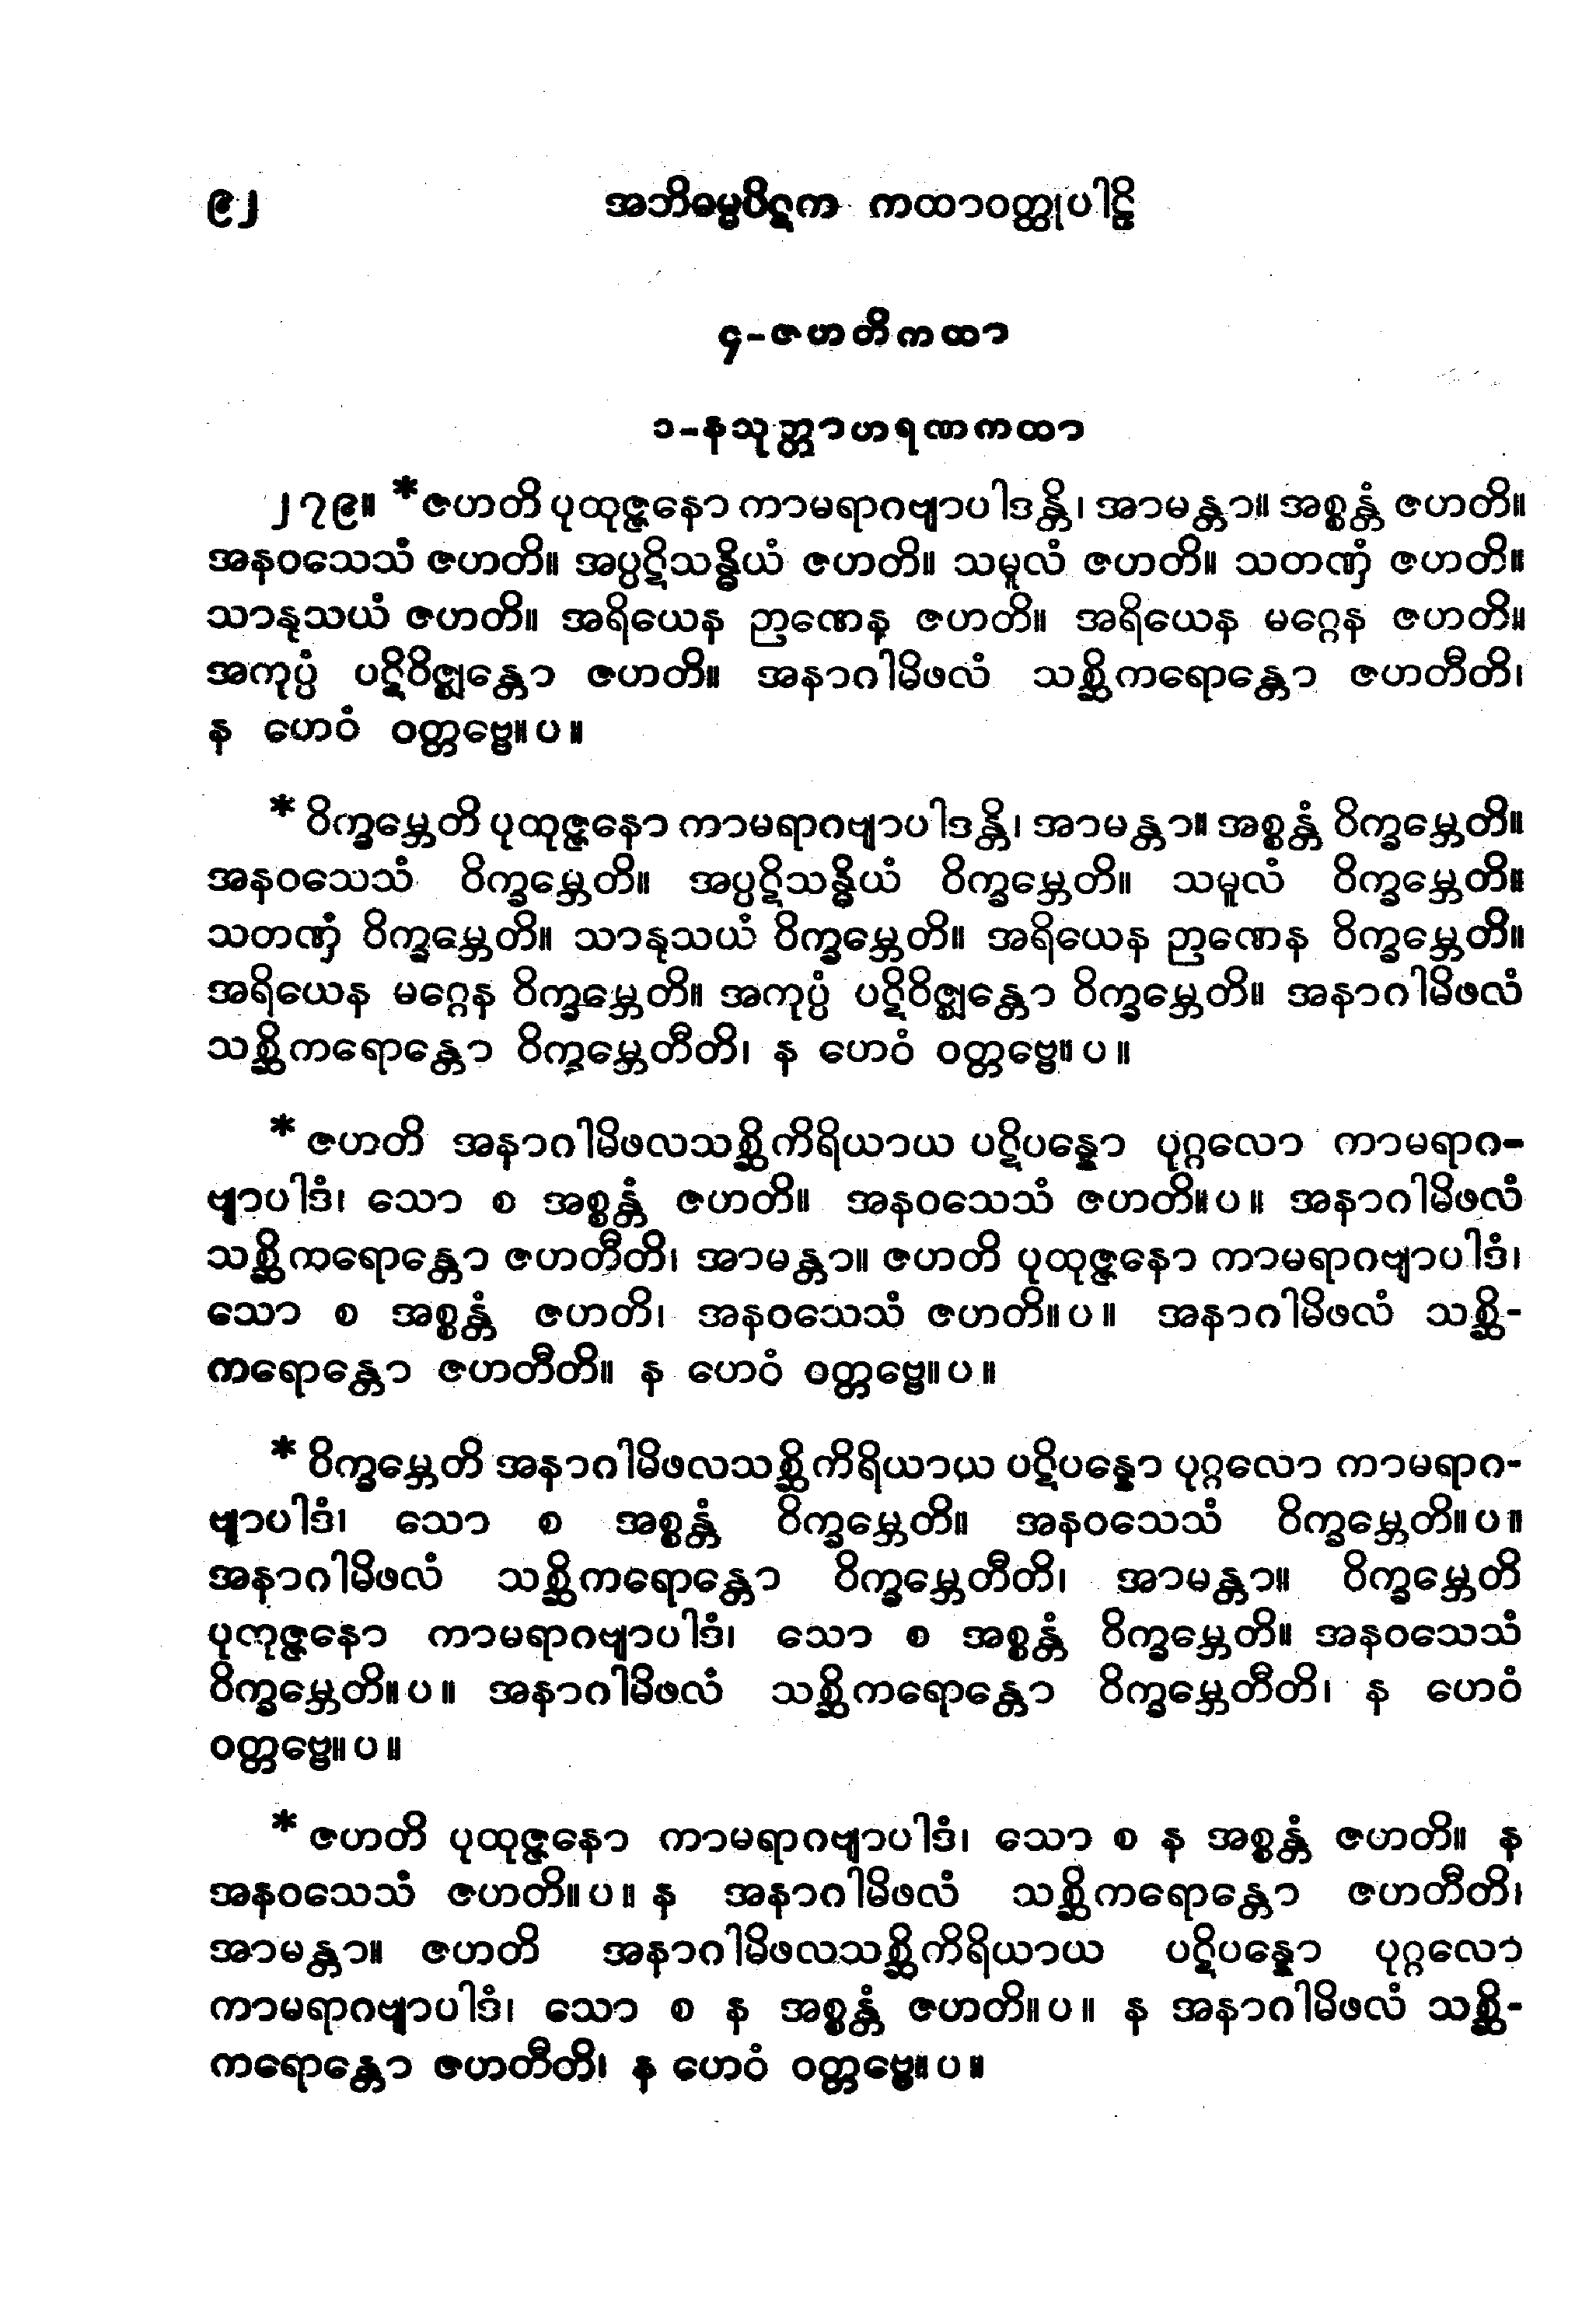 ၉၂ အဘိဓမ္မပိဋက ကထာဝတ္ထုပါဠိ
၄-ဇဟတိကထာ
၁-နသုတ္တာဟရဏကထာ
၂၇၉။ *ဇဟတိ ပုထုဇ္ဇနော ကာမရာဂဗျာပါဒန္တိ၊ အာမန္တာ။ အစ္စန္တံ ဇဟတိ။
အနဝသေသံ ဇဟတိ။ အပ္ပဋိသန္ဓိယံ ဇဟတိ။ သမူလံ ဇဟတိ။ သတဏှံ ဇဟတိ။
သာနုသယံ ဇဟတိ။ အရိယေန ဉာဏေန ဇဟတိ။ အရိယေန မဂ္ဂေန ဇဟတိ။
အကုပ္ပံ ပဋိဝိဇ္ဈန္တော ဇဟတိ။ အနာဂါမိဖလံ သစ္ဆိကရောန္တော ဇဟတီတိ၊
န ဟေဝံ ဝတ္တဗ္ဗေ။ပ။
* ဝိက္ခမ္ဘေတိ ပုထုဇ္ဇနော ကာမရာဂဗျာပါဒန္တိ၊ အာမန္တာ။ အစ္စန္တံ ဝိက္ခမ္ဘေတိ။
အနဝသေသံ ဝိက္ခမ္ဘေတိ။ အပ္ပဋိသန္ဓိယံ ဝိက္ခမ္ဘေတိ။ သမူလံ ဝိက္ခမ္ဘေတိ။
သတဏှံ ဝိက္ခမ္ဘေတိ။ သာနုသယံ ဝိက္ခမ္ဘေတိ။ အရိယေန ဉာဏေန ဝိက္ခမ္ဘေတိ။
အရိယေန မဂ္ဂေန ဝိက္ခမ္ဘေတိ။ အကုပ္ပံ ပဋိဝိဇ္ဈန္တော ဝိက္ခမ္ဘေတိ။ အနာဂါမိဖလံ
သစ္ဆိကရောန္တော ဝိက္ခမ္ဘေတီတိ၊ န ဟေဝံ ဝတ္တဗ္ဗေ။ပ။
* ဇဟတိ အနာဂါမိဖလသစ္ဆိကိရိယာယ ပဋိပန္နော ပုဂ္ဂလော ကာမရာဂ-
ဗျာပါဒံ၊ သော စ အစ္စန္တံ ဇဟတိ။ အနဝသေသံ ဇဟတိ။ပ။ အနာဂါမိဖလံ
သစ္ဆိကရောန္တော ဇဟတီတိ၊ အာမန္တာ။ ဇဟတိ ပုထုဇ္ဇနော ကာမရာဂဗျာပါဒံ၊
သော စ အစ္စန္တံ ဇဟတိ၊ အနဝသေသံ ဇဟတိ။ပ။ အနာဂါမိဖလံ သစ္ဆိ-
ကရောန္တော ဇဟတီတိ။ န ဟေဝံ ဝတ္တဗ္ဗေ။ပ။
* ဝိက္ခမ္ဘေတိ အနာဂါမိဖလသစ္ဆိကိရိယာယ ပဋိပန္နော ပုဂ္ဂလော ကာမရာဂ-
ဗျာပါဒံ၊ သော စ အစ္စန္တံ ဝိက္ခမ္ဘေတိ။ အနဝသေသံ ဝိက္ခမ္ဘေတိ။ပ။
အနာဂါမိဖလံ သစ္ဆိကရောန္တော ဝိက္ခမ္ဘေတီတိ၊ အာမန္တာ။ ဝိက္ခမ္ဘေတိ
ပုထုဇ္ဇနော ကာမရာဂဗျာပါဒံ၊ သော စ အစ္စန္တံ ဝိက္ခမ္ဘေတိ။ အနဝသေသံ
ဝိက္ခမ္ဘေတိ။ပ။ အနာဂါမိဖလံ သစ္ဆိကရောန္တော ဝိက္ခမ္ဘေတီတိ၊ န ဟေဝံ
ဝတ္တဗ္ဗေ။ပ။
* ဇဟတိ ပုထုဇ္ဇနော ကာမရာဂဗျာပါဒံ၊ သော စ န အစ္စန္တံ ဇဟတိ။ န
အနဝသေသံ ဇဟတိ။ပ။ န အနာဂါမိဖလံ သစ္ဆိကရောန္တော ဇဟတီတိ၊
အာမန္တာ။ ဇဟတိ အနာဂါမိဖလသစ္ဆိကိရိယာယ ပဋိပန္နော ပုဂ္ဂလော
ကာမရာဂဗျာပါဒံ၊ သော စ န အစ္စန္တံ ဇဟတိ။ပ။ န အနာဂါမိဖလံ သစ္ဆိ-
ကရောန္တော ဇဟတီတိ၊ န ဟေဝံ ဝတ္တဗ္ဗေ။ပ။